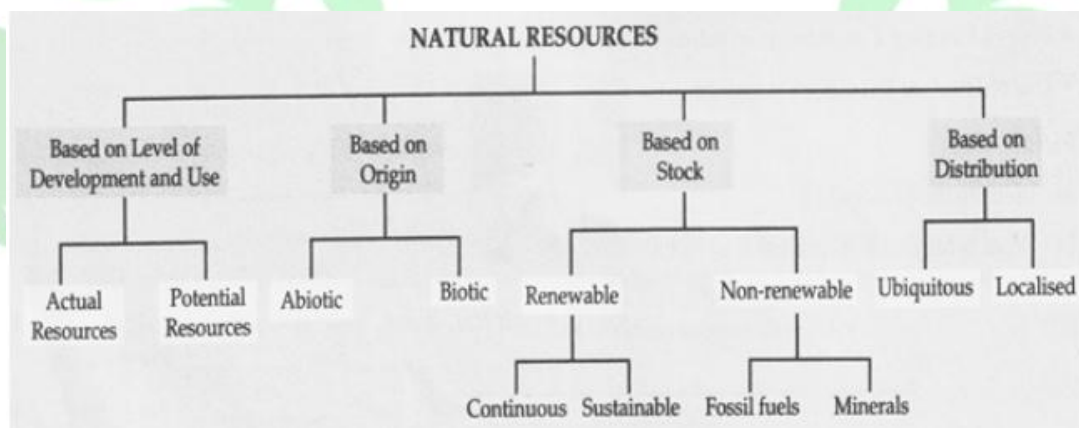 NATURAL RESOURCES
Based on Level of
Development and Use
Based on
Origin
Based on
Stock
Based on
Distribution
Actual
Resources
Potential
Resources
Abiotic
Biotic
Renewable
Non-renewable
Ubiquitous
Localised
Continuous
Sustainable
Fossil fuels
Minerals